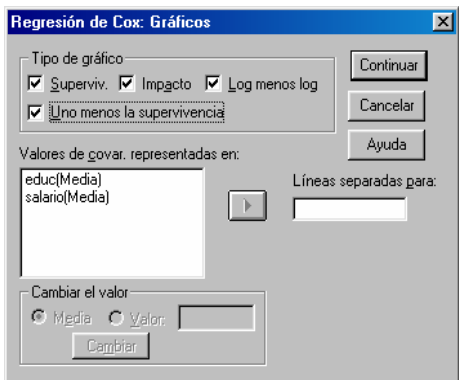 Regresión de Cox: Gráficos
Tipo de gráfico
Superviv. Impacto Log menos log
Uno menos la supervivencia
Continuar
Cancelar
Ayuda
Valores de covar. representadas en:
educ(Media)
salario(Media)
Líneas separadas para:
Cambiar el valor
Media Valor:
Cambiar